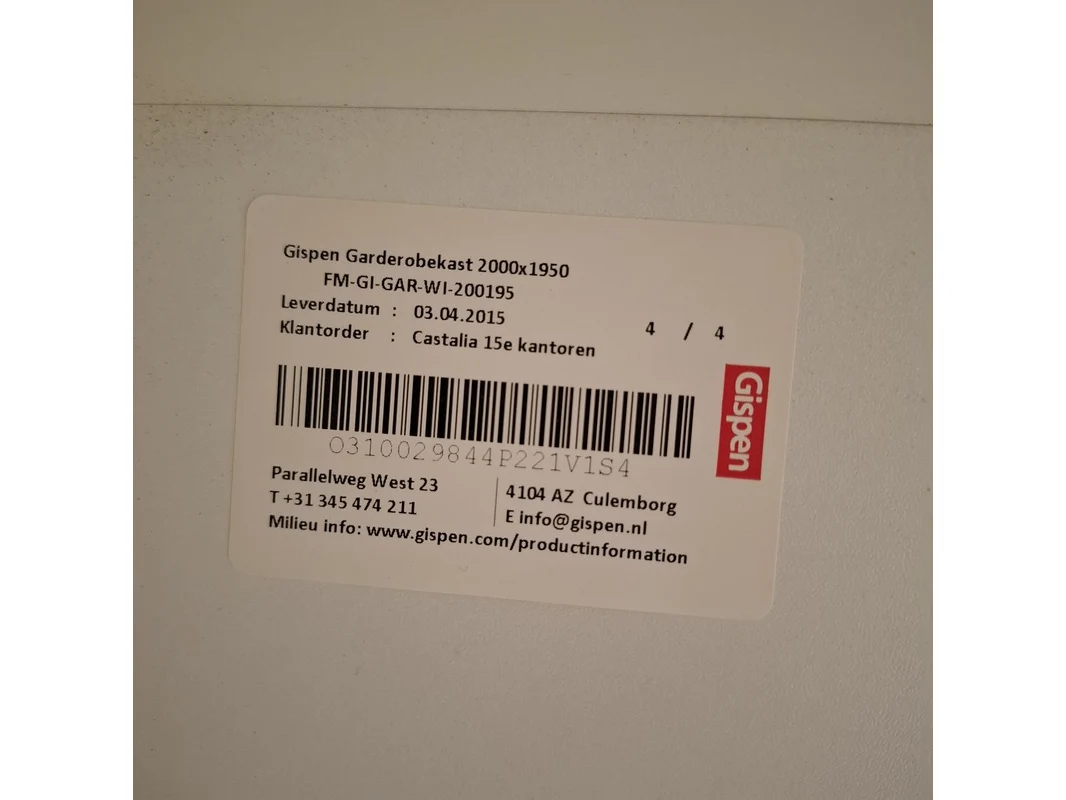 Gispen Garderobekast 2000x1950
FM-GI-GAR-WI-200195
Leverdatum : 03.04.2015
Klantorder : Castalia 15e kantoren
4 / 4
Gispen
O310029844P221V1S4
Parallelweg West 23
4104 AZ Culemborg
T +31 345 474 211
E info@gispen.nl
Milieu info: www.gispen.com/productinformation